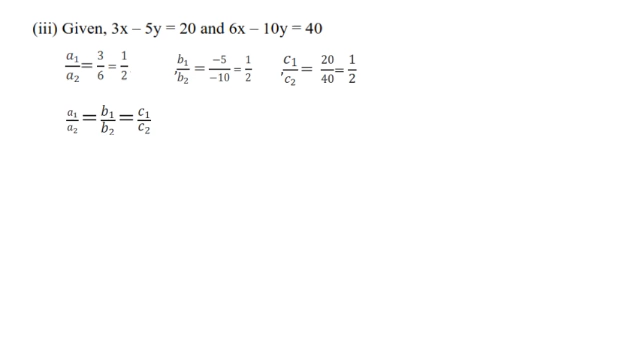 (iii) Given, 3x – 5y = 20 and 6x – 10y = 40
a₁/a₂ = 3/6 = 1/2 , b₁/b₂ = −5/−10 = 1/2 , c₁/c₂ = 20/40 = 1/2
a₁/a₂ = b₁/b₂ = c₁/c₂